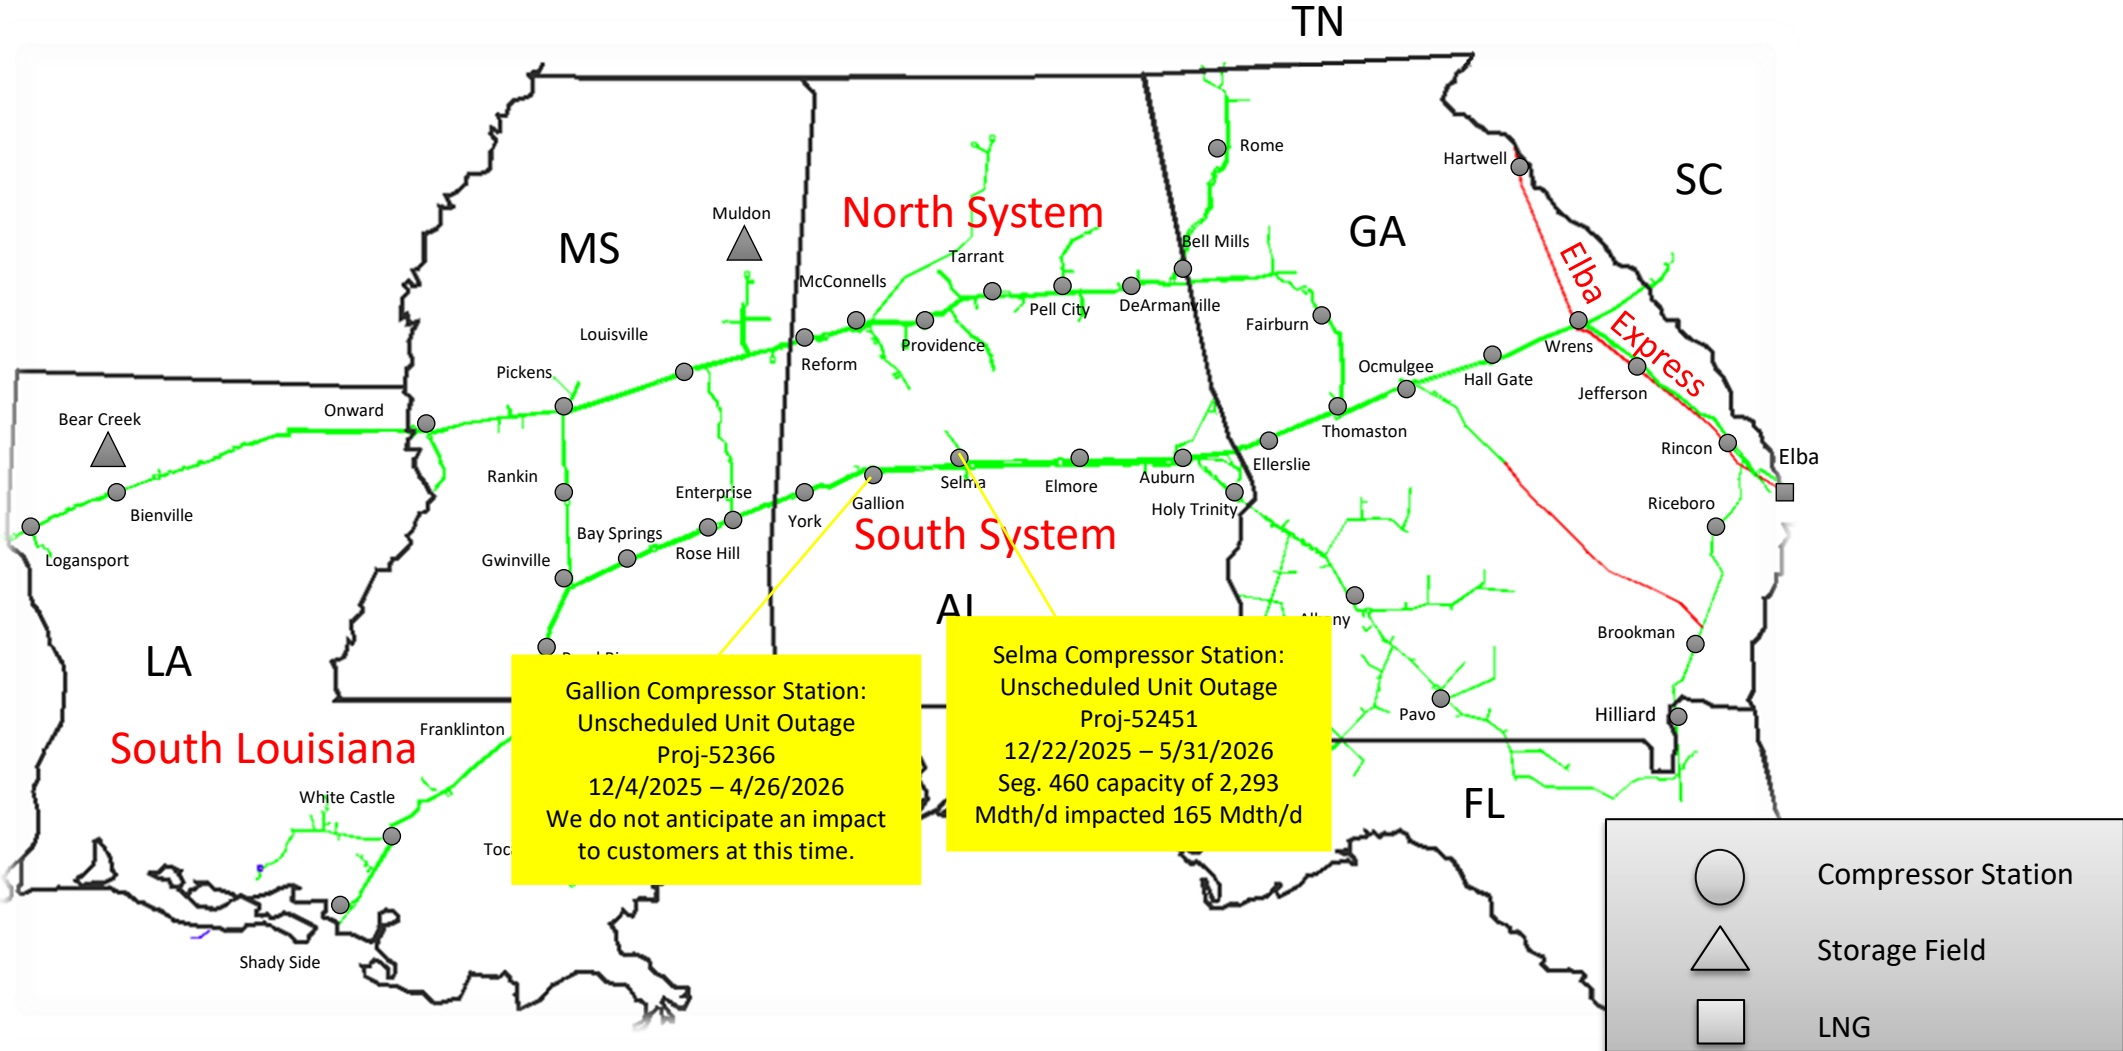 TN
Rome
Hartwell
SC
Muldon
North System
GA
MS
Bell Mills
Tarrant
Elba
Express
McConnells
Pell City
DeArmanville
Fairburn
Louisville
Providence
Wrens
Reform
Ocmulgee
Hall Gate
Pickens
Jefferson
Onward
Bear Creek
Thomaston
Rincon
Elba
Ellerslie
Rankin
Enterprise
Selma
Elmore
Auburn
Gallion
Holy Trinity
Riceboro
Bienville
York
Bay Springs
South System
Rose Hill
Logansport
Gwinville
AL
Brookman
LA
Pavo
Hilliard
Franklinton
South Louisiana
White Castle
FL
Shady Side
Gallion Compressor Station:
Unscheduled Unit Outage
Proj-52366
12/4/2025 – 4/26/2026
We do not anticipate an impact
to customers at this time.
Selma Compressor Station:
Unscheduled Unit Outage
Proj-52451
12/22/2025 – 5/31/2026
Seg. 460 capacity of 2,293
Mdth/d impacted 165 Mdth/d
Compressor Station
Storage Field
LNG